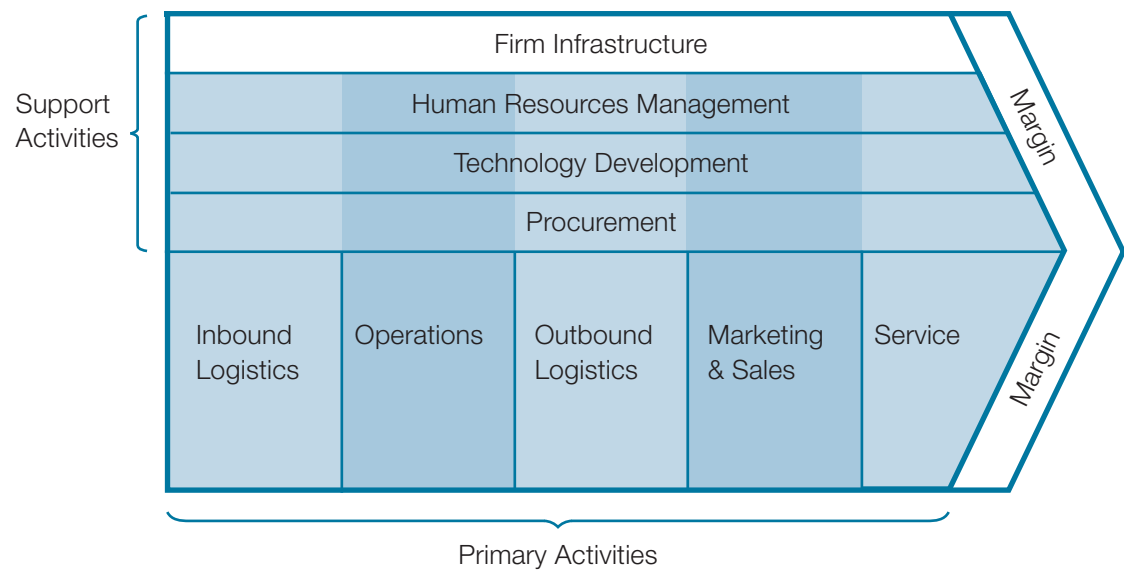 Firm Infrastructure
Support
Activities
Human Resources Management
Technology Development
Procurement
Margin
Inbound
Logistics
Operations
Outbound
Logistics
Marketing
& Sales
Service
Margin
Primary Activities